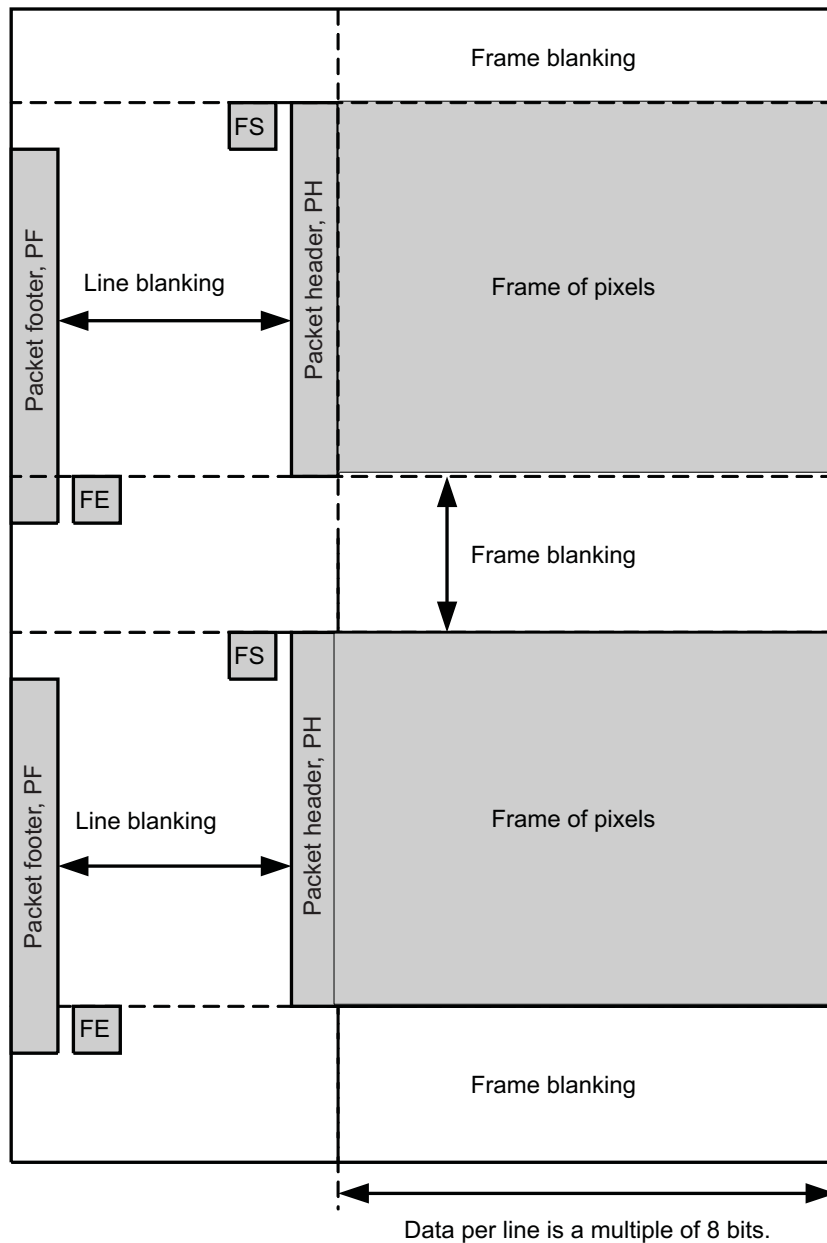 Frame blanking
FS
Packet header, PH
Frame of pixels
Packet footer, PF
Line blanking
FE
Frame blanking
FS
Packet header, PH
Frame of pixels
Packet footer, PF
Line blanking
FE
Frame blanking
Data per line is a multiple of 8 bits.